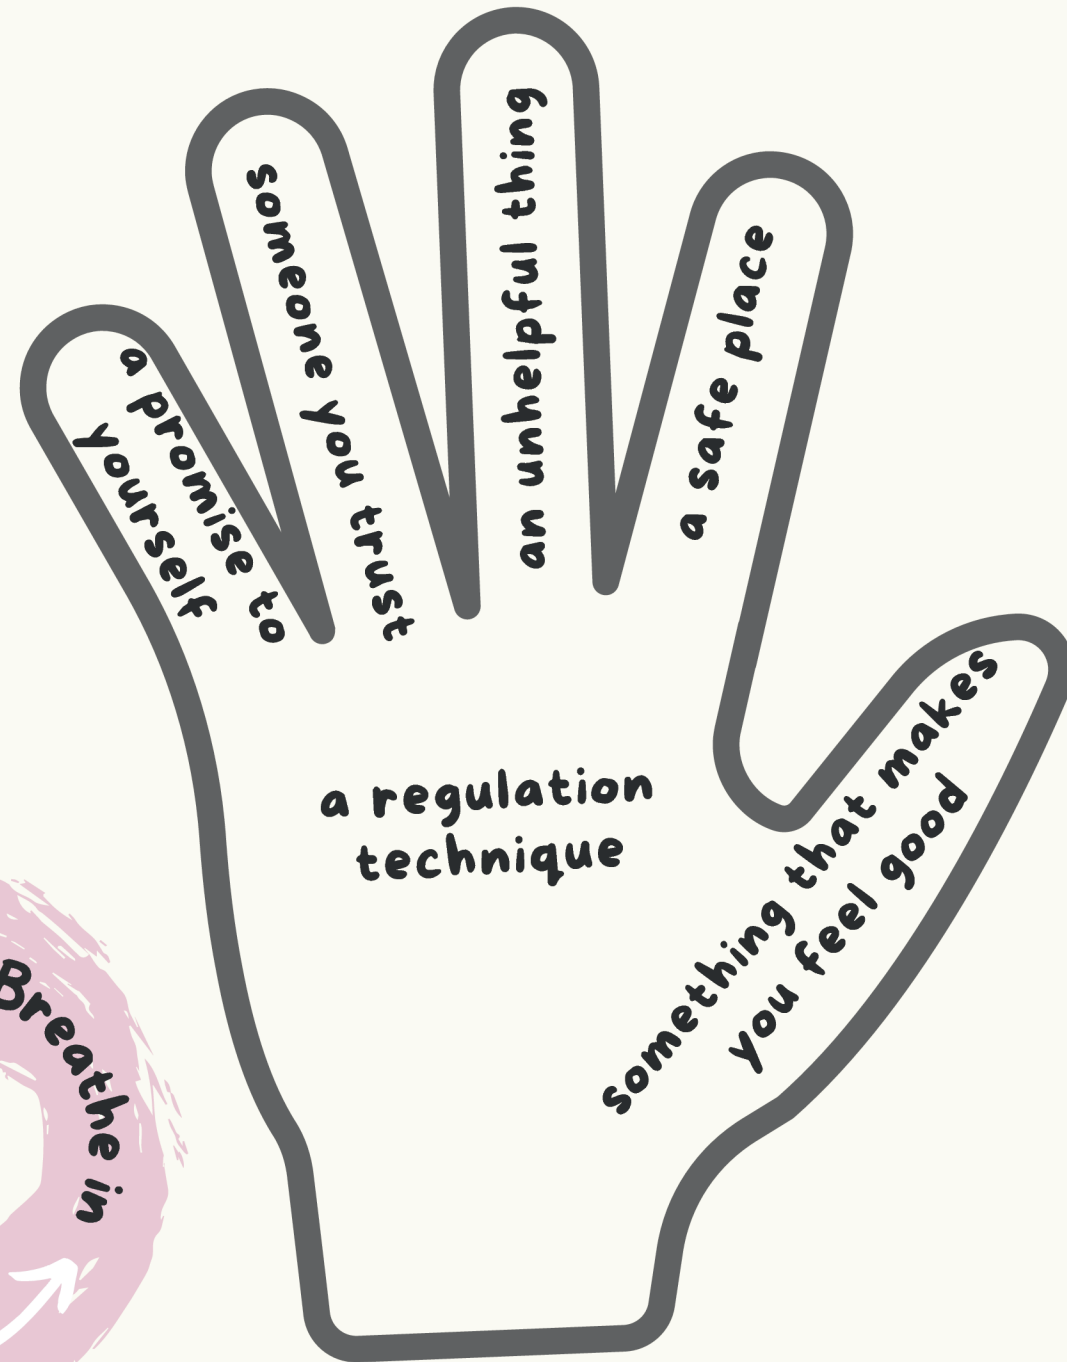 a promise to
yourself
someone you trust
an unhelpful thing
a safe place
something that makes
you feel good
a regulation
technique
Breathe in